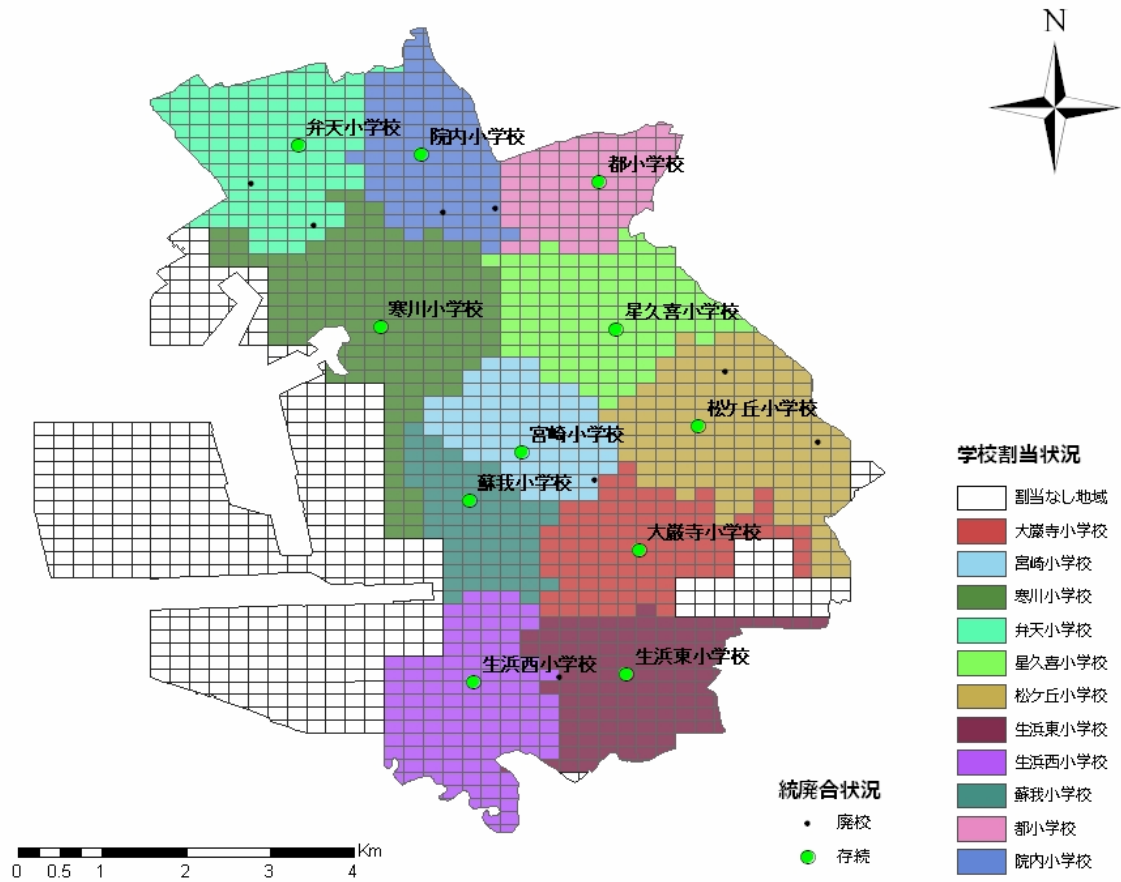 N
弁天小学校
院内小学校
都小学校
寒川小学校
星久喜小学校
松ケ丘小学校
宮崎小学校
蘇我小学校
大巌寺小学校
生浜西小学校
生浜東小学校
学校割当状況
割当なし地域
大巌寺小学校
宮崎小学校
寒川小学校
弁天小学校
星久喜小学校
松ケ丘小学校
生浜東小学校
生浜西小学校
蘇我小学校
都小学校
院内小学校
統廃合状況
廃校
存続
Km
0 0.5 1 2 3 4